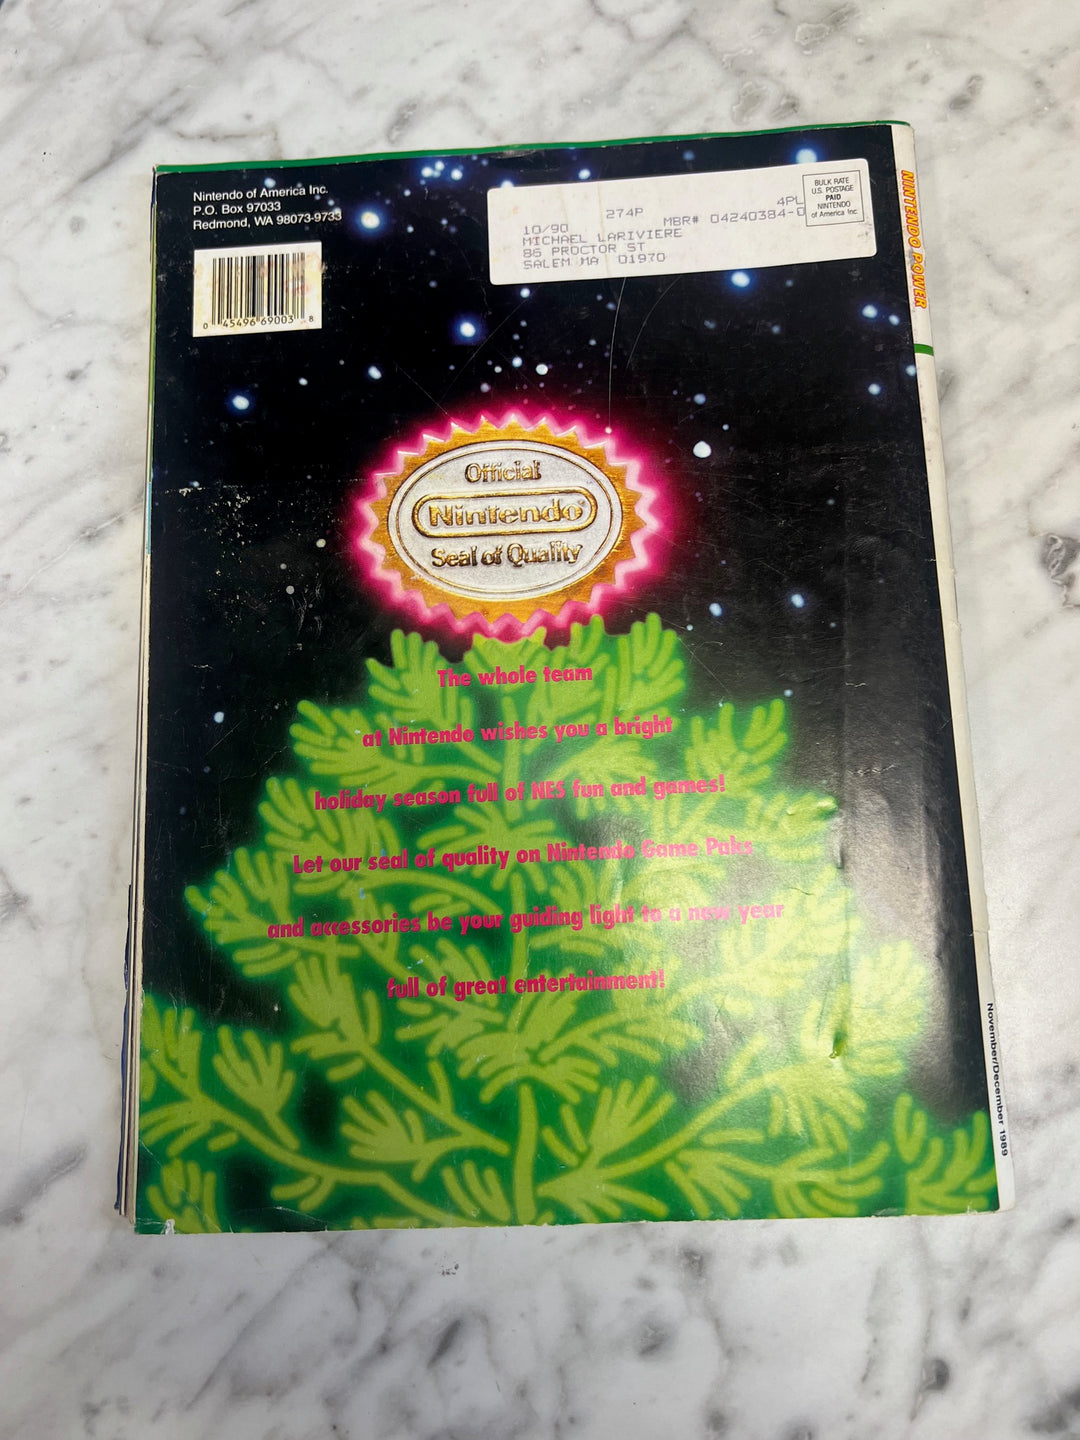 Nintendo of America Inc.
P.O. Box 97033
Redmond, WA 98073-9733
0 45496 69003 8
274P
4PL
10/90
MBR# 04240384-0
MICHAEL LARIVIERE
86 PROCTOR ST
SALEM MA 01970
BULK RATE
U.S. POSTAGE
PAID
NINTENDO
of America Inc.
NINTENDO POWER
Official
Nintendo®
Seal of Quality
The whole team
at Nintendo wishes you a bright
holiday season full of NES fun and games!
Let our seal of quality on Nintendo Game Paks
and accessories be your guiding light to a new year
full of great entertainment!
November/December 1989